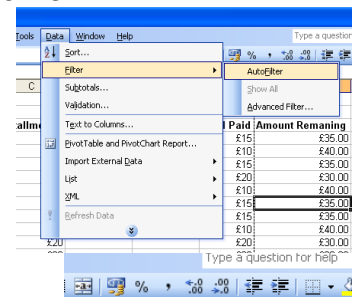 Tools Data Window Help Type a question
Sort... %
Filter AutoFilter
C Show All
Subtotals... Advanced Filter...
Validation...
Text to Columns... Paid Amount Remaning
PivotTable and PivotChart Report... £15 £35.00
£10 £40.00
Import External Data £15 £35.00
List £20 £30.00
£10 £40.00
XML £15 £35.00
Refresh Data £15 £35.00
£10 £40.00
£20 £20 £30.00
Type a question for help
% , .00 .00